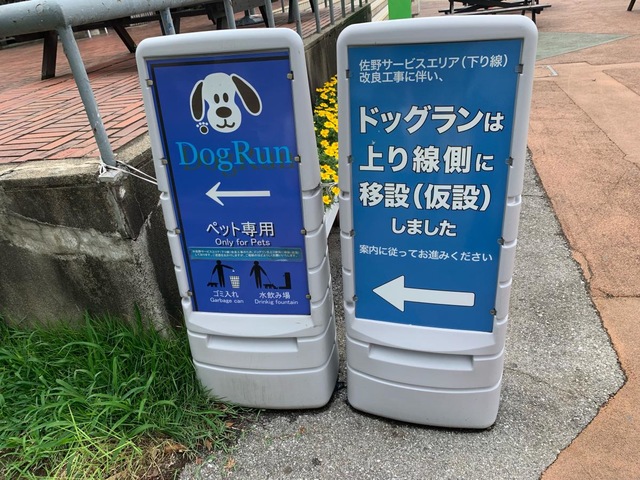 DogRun
ペット専用
Only for Pets
ゴミ入れ
Garbage can
水飲み場
Drinkig fountain
佐野サービスエリア(下り線)
改良工事に伴い、
ドッグランは
上り線側に
移設(仮設)
しました
案内に従ってお進みください